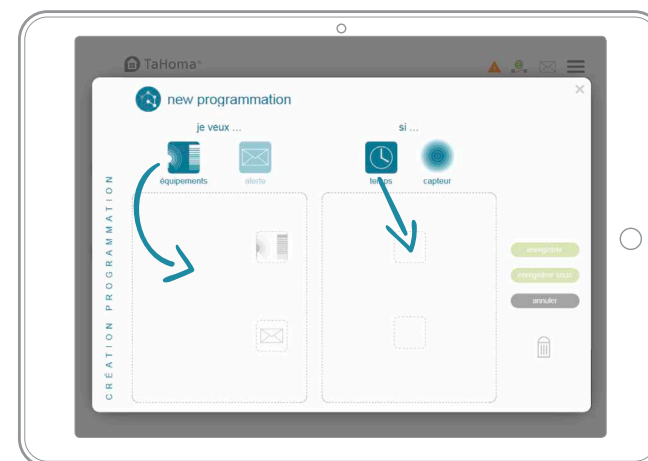 TaHoma
new programmation
je veux ...
si ...
équipements
alerte
temps
capteur
CRÉATION PROGRAMMATION
enregistrer
enregistrer sous
annuler